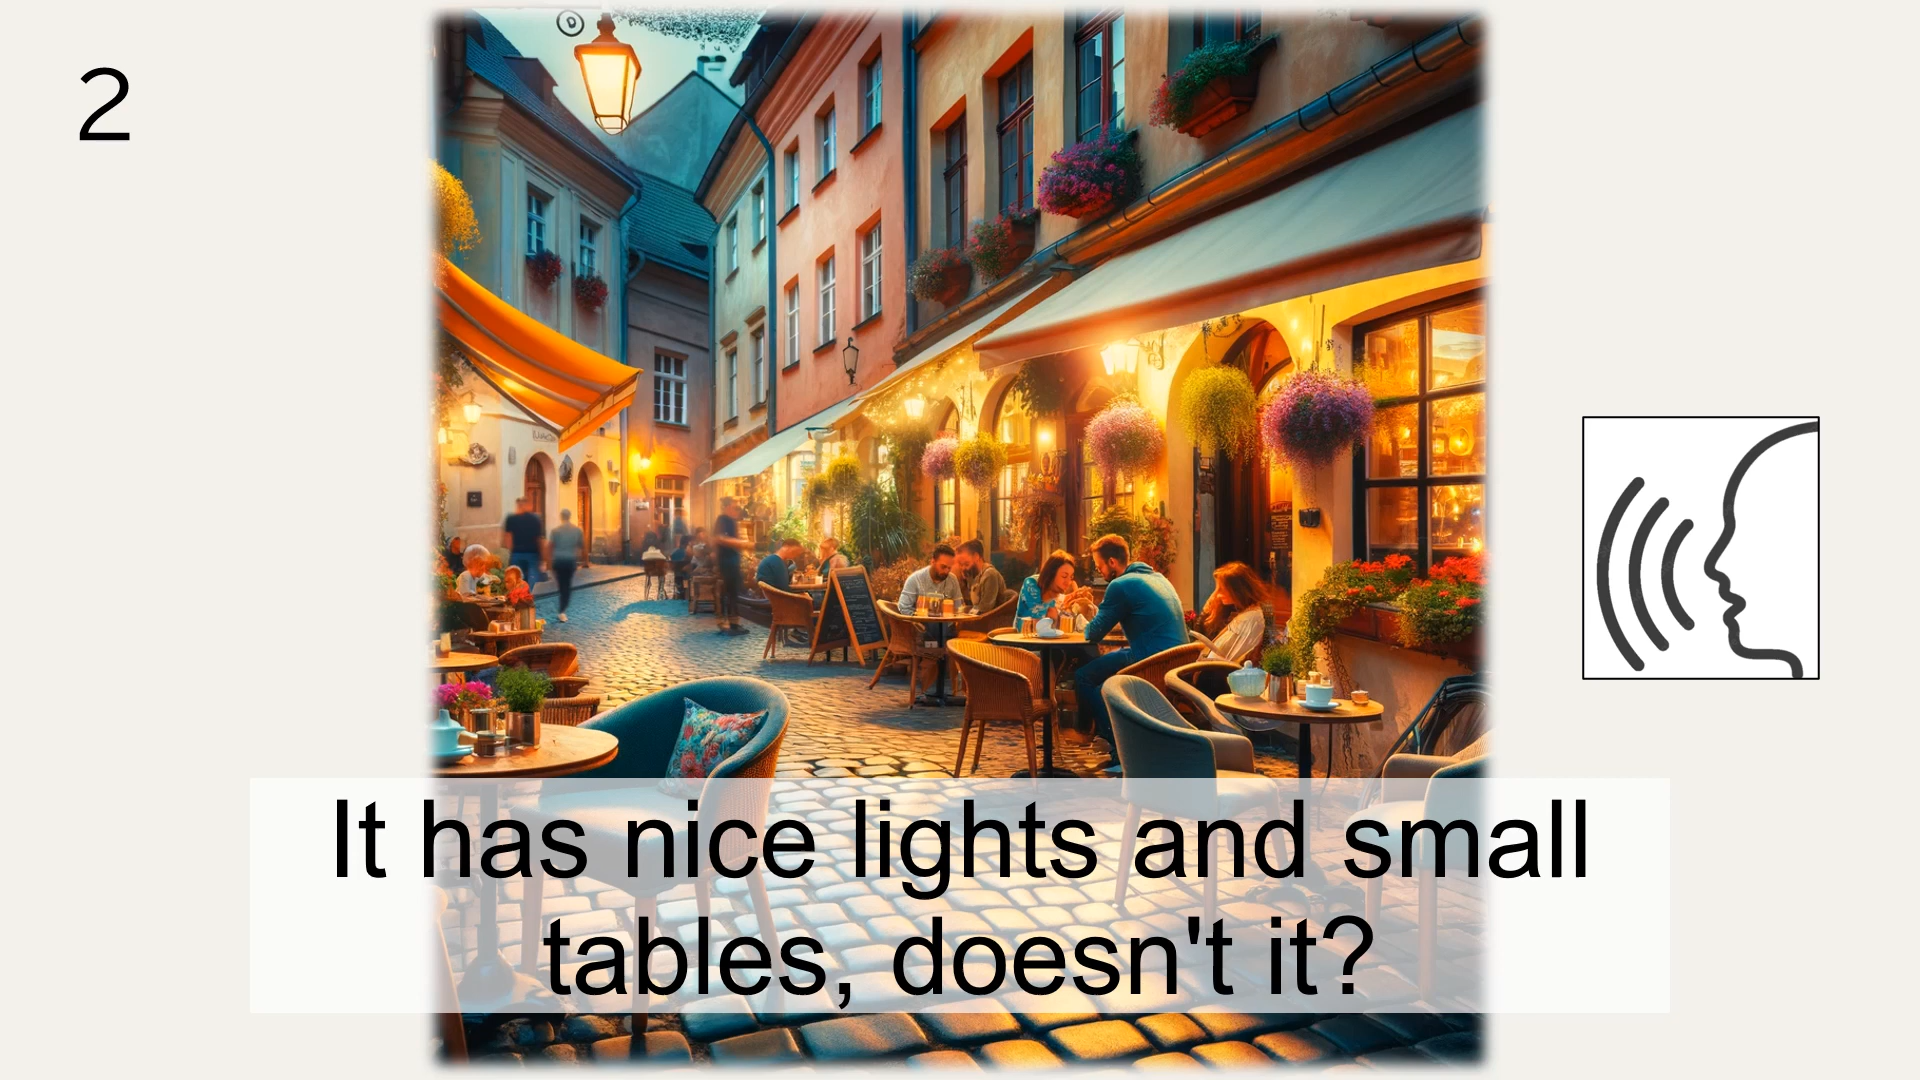 2
It has nice lights and small
tables, doesn't it?